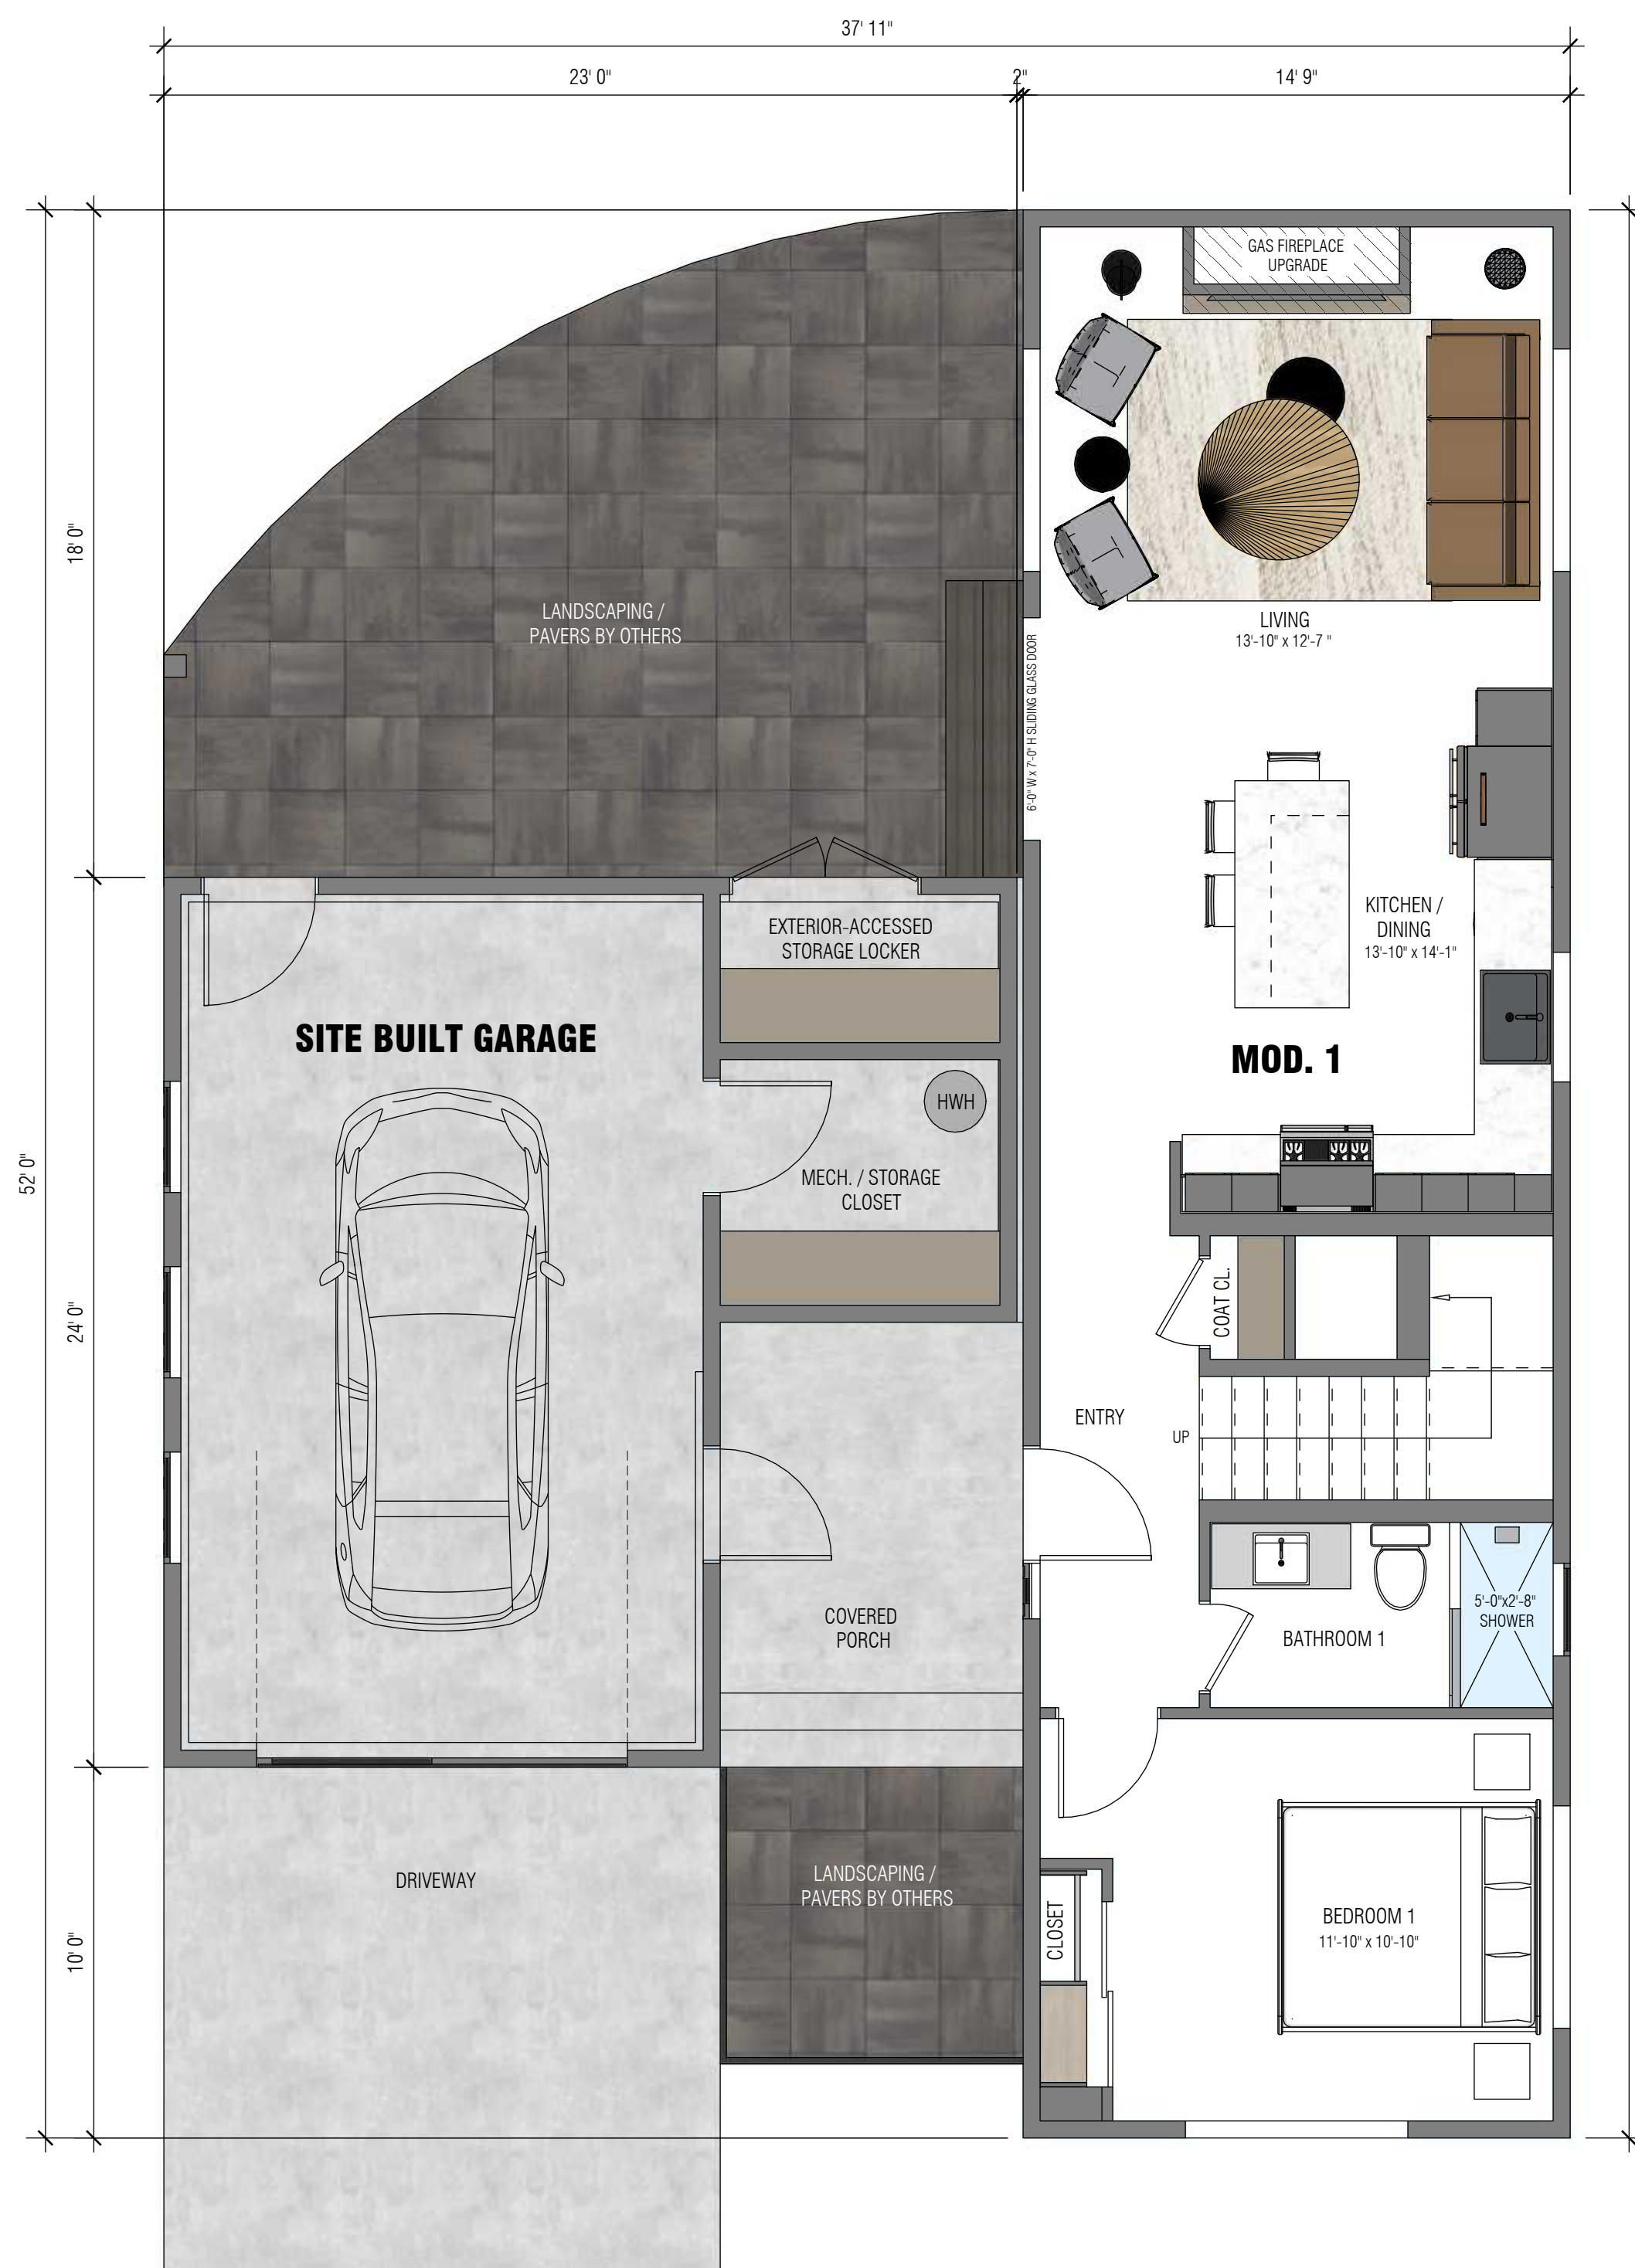 37' 11"
23' 0"
2"
14' 9"
GAS FIREPLACE
UPGRADE
18' 0"
LANDSCAPING /
PAVERS BY OTHERS
LIVING
13'-10" x 12'-7 "
6'-0" W x 7'-0" H SLIDING GLASS DOOR
KITCHEN /
DINING
13'-10" x 14'-1"
EXTERIOR-ACCESSED
STORAGE LOCKER
SITE BUILT GARAGE
MOD. 1
HWH
MECH. / STORAGE
CLOSET
52' 0"
24' 0"
COAT CL.
ENTRY
UP
COVERED
PORCH
BATHROOM 1
5'-0"x2'-8"
SHOWER
DRIVEWAY
LANDSCAPING /
PAVERS BY OTHERS
CLOSET
BEDROOM 1
11'-10" x 10'-10"
10' 0"